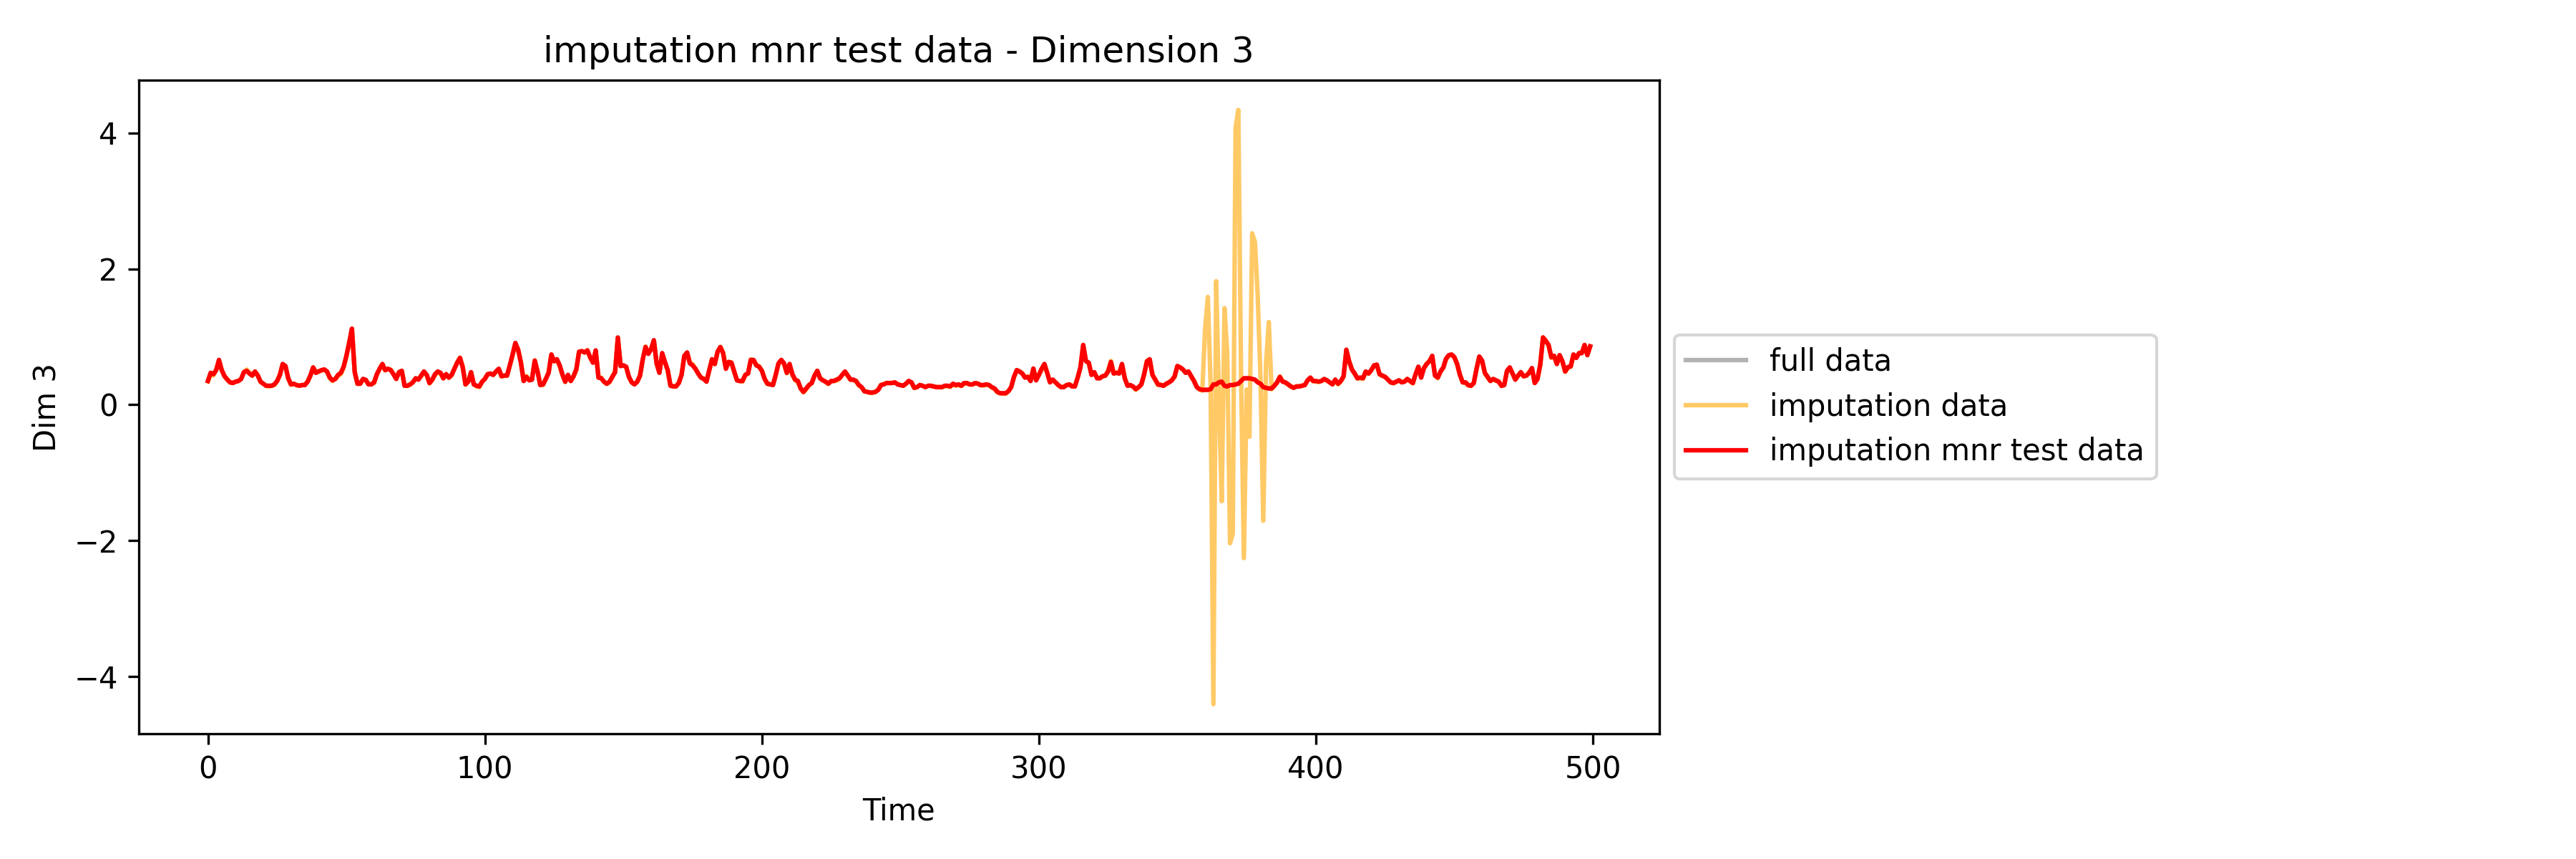 imputation mnr test data - Dimension 3
4
2
0
−2
−4
Dim 3
0 100 200 300 400 500
Time
full data
imputation data
imputation mnr test data